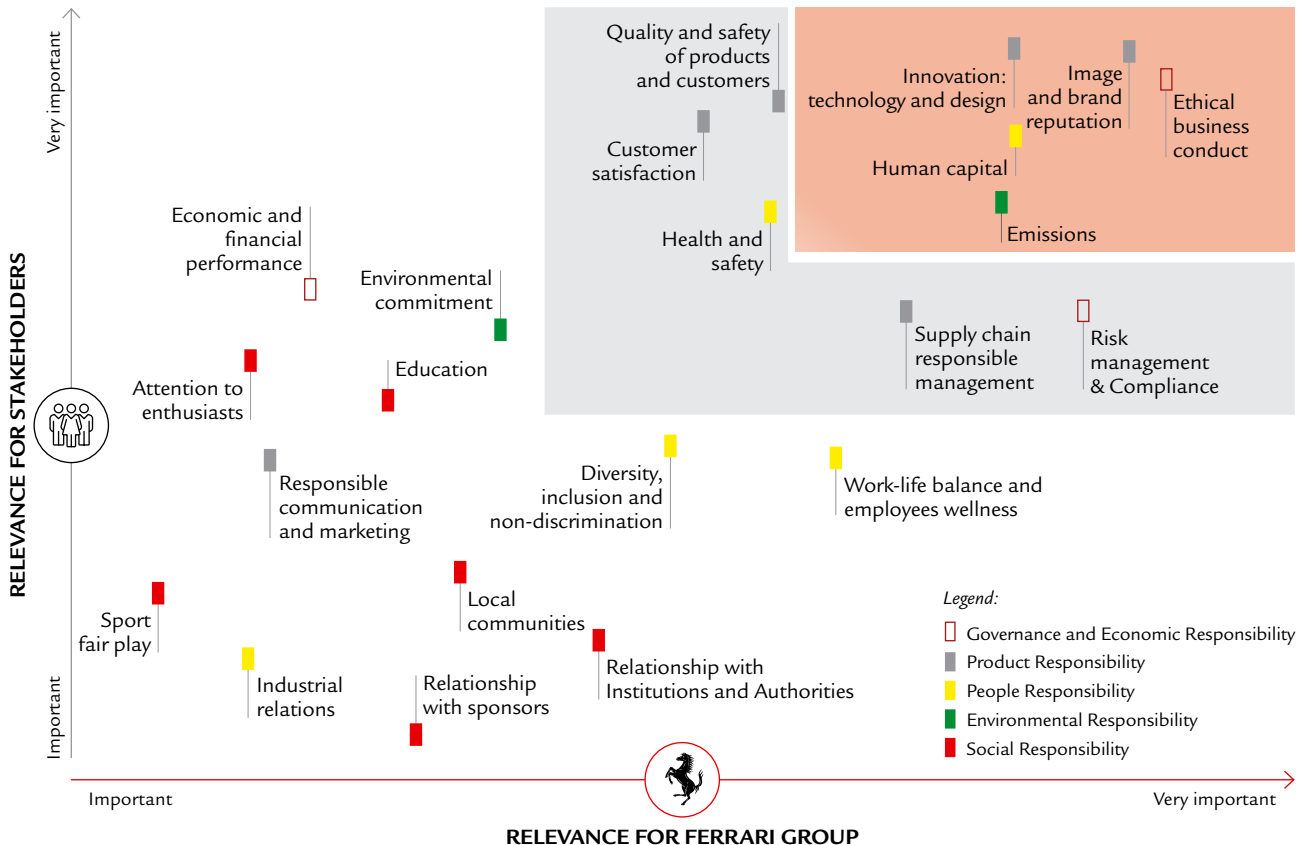 RELEVANCE FOR STAKEHOLDERS
Very important
Important
Quality and safety
of products
and customers
Customer
satisfaction
Health and
safety
Innovation:
technology and design
Image
and brand
reputation
Ethical
business
conduct
Human capital
Emissions
Economic and
financial
performance
Environmental
commitment
Supply chain
responsible
management
Risk
management
& Compliance
Attention to
enthusiasts
Education
Responsible
communication
and marketing
Diversity,
inclusion and
non-discrimination
Work-life balance and
employees wellness
Sport
fair play
Local
communities
Industrial
relations
Relationship
with sponsors
Relationship with
Institutions and Authorities
Legend:
Governance and Economic Responsibility
Product Responsibility
People Responsibility
Environmental Responsibility
Social Responsibility
Important
Very important
RELEVANCE FOR FERRARI GROUP